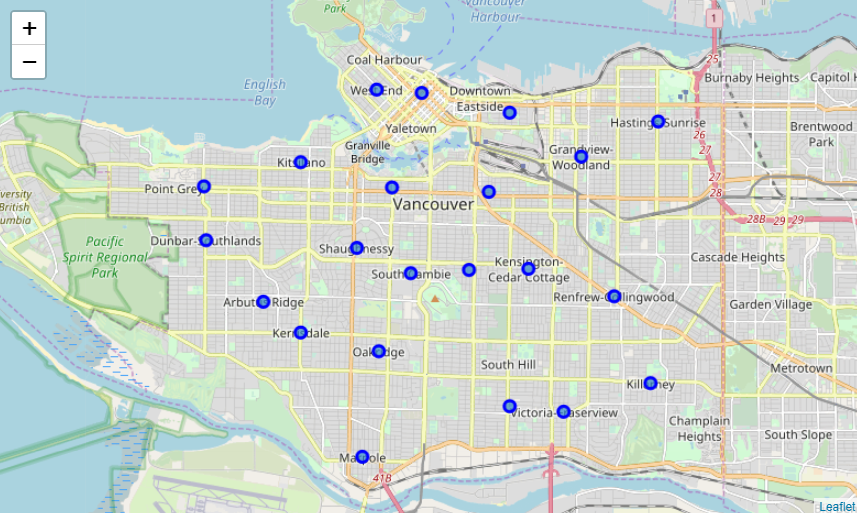 +
−
Park
Vancouver
Harbour
1
Coal Harbour
English
Bay
West End
Downtown
Eastside
25
Burnaby Heights
Capitol H
Yaletown
Hastings-Sunrise
Brentwood
Park
Granville
Bridge
Grandview-
Woodland
26
27
Kitsilano
27
28
Point Grey
Vancouver
28B
29
29
versity
British
umbia
Dunbar-Southlands
Pacific
Spirit Regional
Park
Shaughnessy
South Cambie
Kensington-
Cedar Cottage
Cascade Heights
Arbutus Ridge
Renfrew-Collingwood
Garden Village
Kerrisdale
Oakridge
South Hill
Metrotown
Killarney
Victoria-Fraserview
Champlain
Heights
South Slope
Marpole
41B
Leaflet